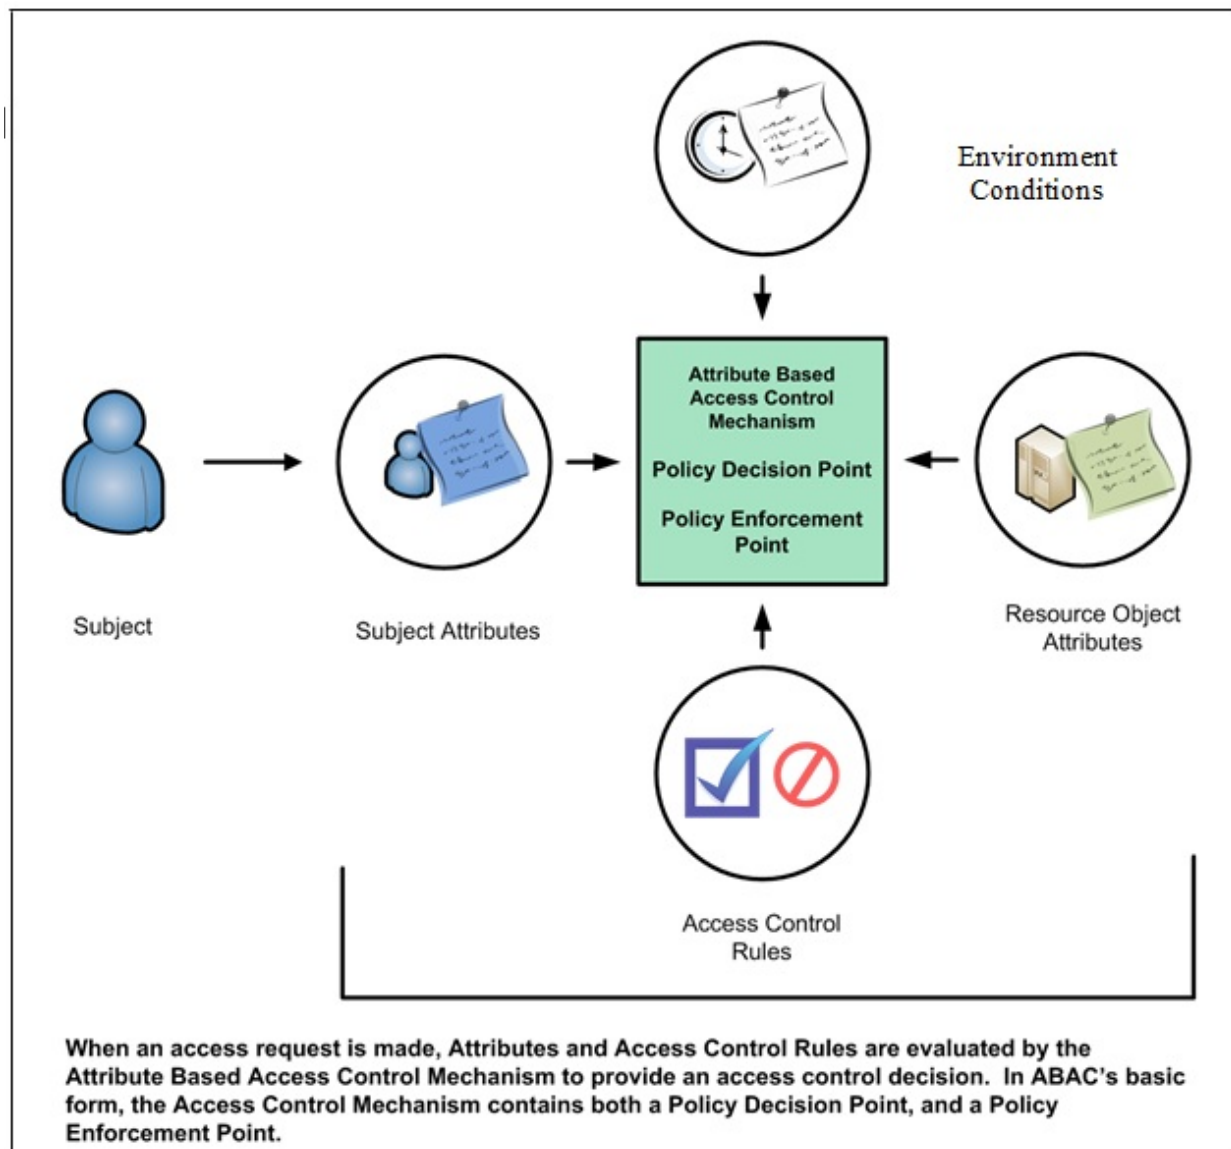 Environment
Conditions
Attribute Based
Access Control
Mechanism
Policy Decision Point
Policy Enforcement
Point
Subject
Subject Attributes
Resource Object
Attributes
Access Control
Rules
When an access request is made, Attributes and Access Control Rules are evaluated by the
Attribute Based Access Control Mechanism to provide an access control decision.  In ABAC's basic
form, the Access Control Mechanism contains both a Policy Decision Point, and a Policy
Enforcement Point.